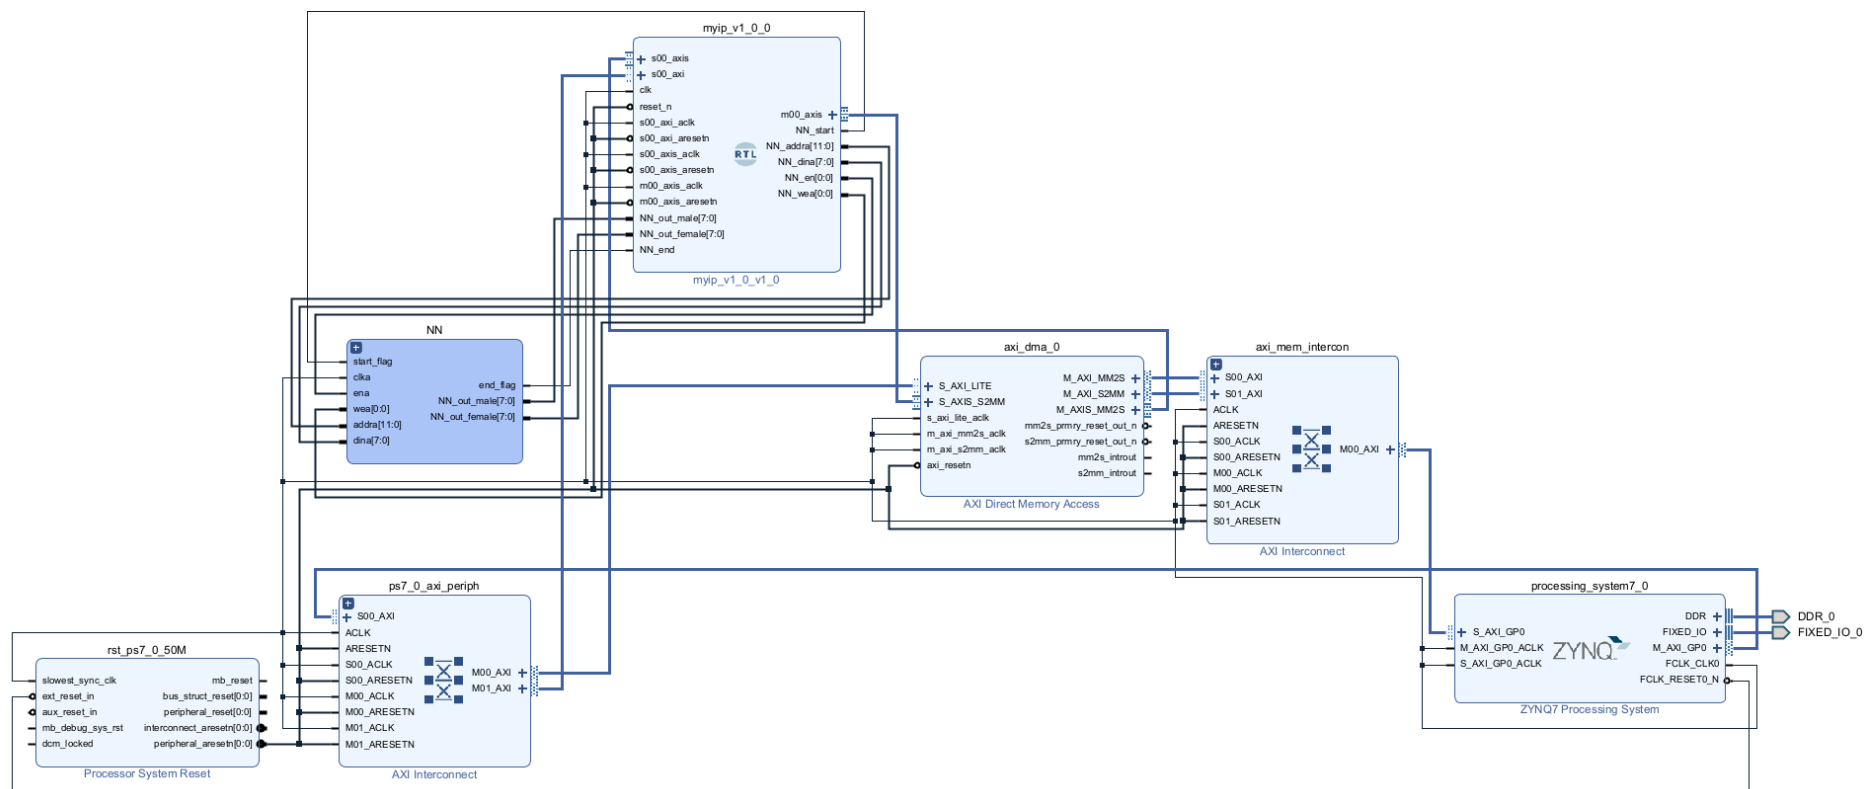 myip_v1_0_0
s00_axis
s00_axi
clk
reset_n
s00_axi_aclk
s00_axi_aresetn
s00_axis_aclk
s00_axis_aresetn
m00_axis_aclk
m00_axis_aresetn
NN_out_male[7:0]
NN_out_female[7:0]
NN_end
RTL
m00_axis
NN_start
NN_addra[11:0]
NN_dina[7:0]
NN_en[0:0]
NN_wea[0:0]
myip_v1_0_v1_0
NN
start_flag
clka
ena
wea[0:0]
addra[11:0]
dina[7:0]
end_flag
NN_out_male[7:0]
NN_out_female[7:0]
axi_dma_0
S_AXI_LITE
S_AXIS_S2MM
s_axi_lite_aclk
m_axi_mm2s_aclk
m_axi_s2mm_aclk
axi_resetn
M_AXI_MM2S
M_AXI_S2MM
M_AXIS_MM2S
mm2s_prmry_reset_out_n
s2mm_prmry_reset_out_n
mm2s_introut
s2mm_introut
AXI Direct Memory Access
axi_mem_intercon
S00_AXI
S01_AXI
ACLK
ARESETN
S00_ACLK
S00_ARESETN
M00_ACLK
M00_ARESETN
S01_ACLK
S01_ARESETN
M00_AXI
AXI Interconnect
rst_ps7_0_50M
slowest_sync_clk
ext_reset_in
aux_reset_in
mb_debug_sys_rst
dcm_locked
mb_reset
bus_struct_reset[0:0]
peripheral_reset[0:0]
interconnect_aresetn[0:0]
peripheral_aresetn[0:0]
Processor System Reset
ps7_0_axi_periph
S00_AXI
ACLK
ARESETN
S00_ACLK
S00_ARESETN
M00_ACLK
M00_ARESETN
M01_ACLK
M01_ARESETN
M00_AXI
M01_AXI
AXI Interconnect
processing_system7_0
S_AXI_GP0
M_AXI_GP0_ACLK
S_AXI_GP0_ACLK
ZYNQ
DDR
FIXED_IO
M_AXI_GP0
FCLK_CLK0
FCLK_RESET0_N
ZYNQ7 Processing System
DDR_0
FIXED_IO_0